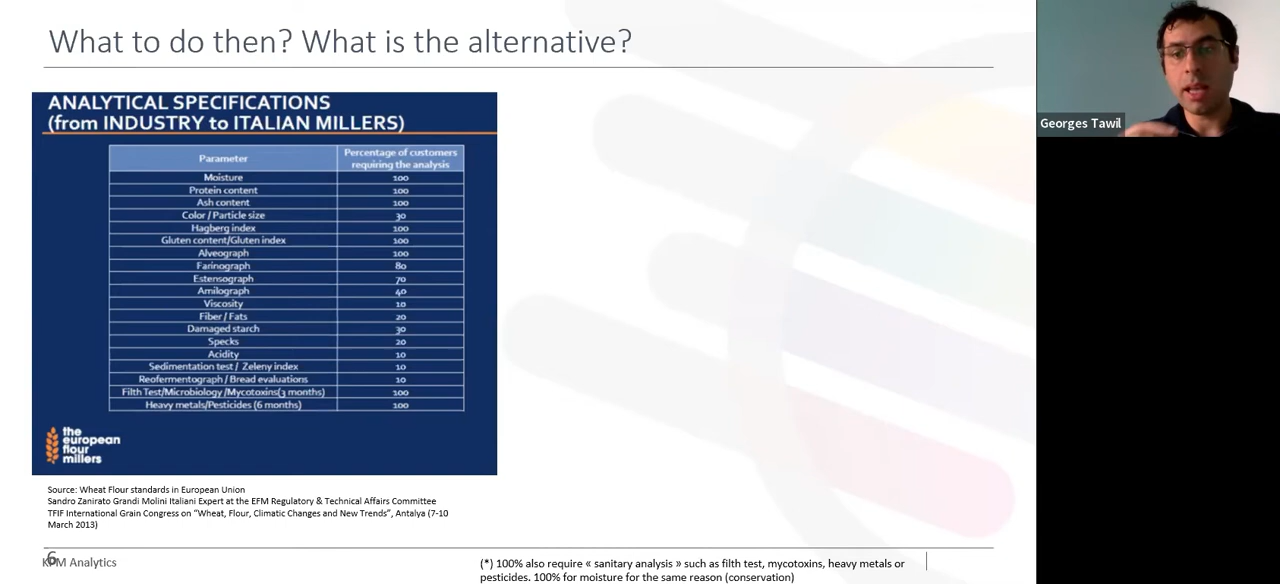 What to do then? What is the alternative?
ANALYTICAL SPECIFICATIONS
(from INDUSTRY to ITALIAN MILLERS)
Parameter Percentage of customers requiring the analysis
Moisture 100
Protein content 100
Ash content 100
Color / Particle size 30
Hagberg index 100
Gluten content/Gluten index 100
Alveograph 100
Farinograph 80
Estensograph 70
Amilograph 40
Viscosity 10
Fiber / Fats 20
Damaged starch 30
Specks 20
Acidity 10
Sedimentation test / Zeleny index 10
Reofermentograph / Bread evaluations 10
Filth Test/Microbiology /Mycotoxins(3 months) 100
Heavy metals/Pesticides (6 months) 100
the
european
flour
millers
Source: Wheat Flour standards in European Union
Sandro Zanirato Grandi Molini Italiani Expert at the EFM Regulatory & Technical Affairs Committee
TFIF International Grain Congress on "Wheat, Flour, Climatic Changes and New Trends", Antalya (7-10
March 2013)
6
KPM Analytics
(*) 100% also require « sanitary analysis » such as filth test, mycotoxins, heavy metals or
pesticides. 100% for moisture for the same reason (conservation)
Georges Tawil